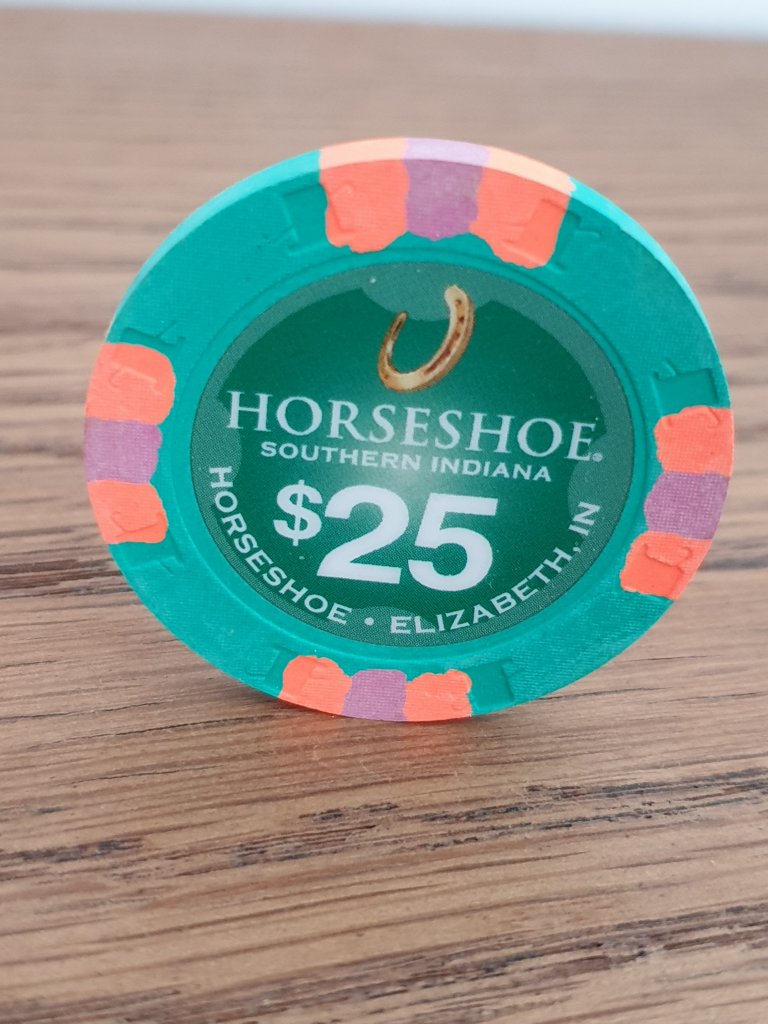 HORSESHOE®
SOUTHERN INDIANA
$25
HORSESHOE • ELIZABETH, IN